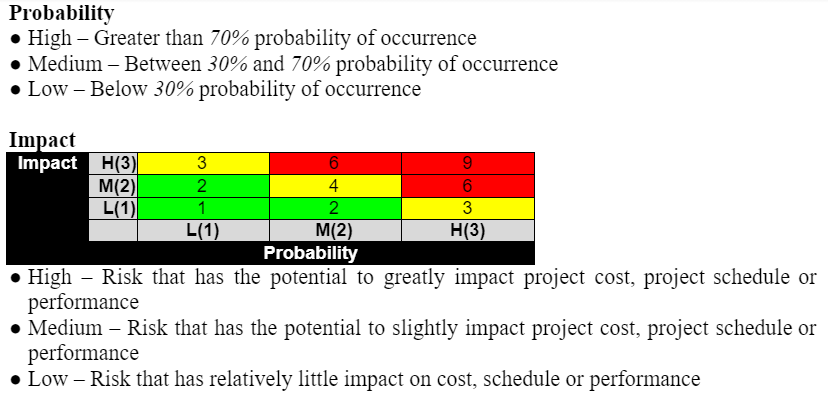 Probability
● High – Greater than 70% probability of occurrence
● Medium – Between 30% and 70% probability of occurrence
● Low – Below 30% probability of occurrence
Impact
Impact H(3) 3 6 9
M(2) 2 4 6
L(1) 1 2 3
L(1) M(2) H(3)
Probability
● High – Risk that has the potential to greatly impact project cost, project schedule or
performance
● Medium – Risk that has the potential to slightly impact project cost, project schedule or
performance
● Low – Risk that has relatively little impact on cost, schedule or performance